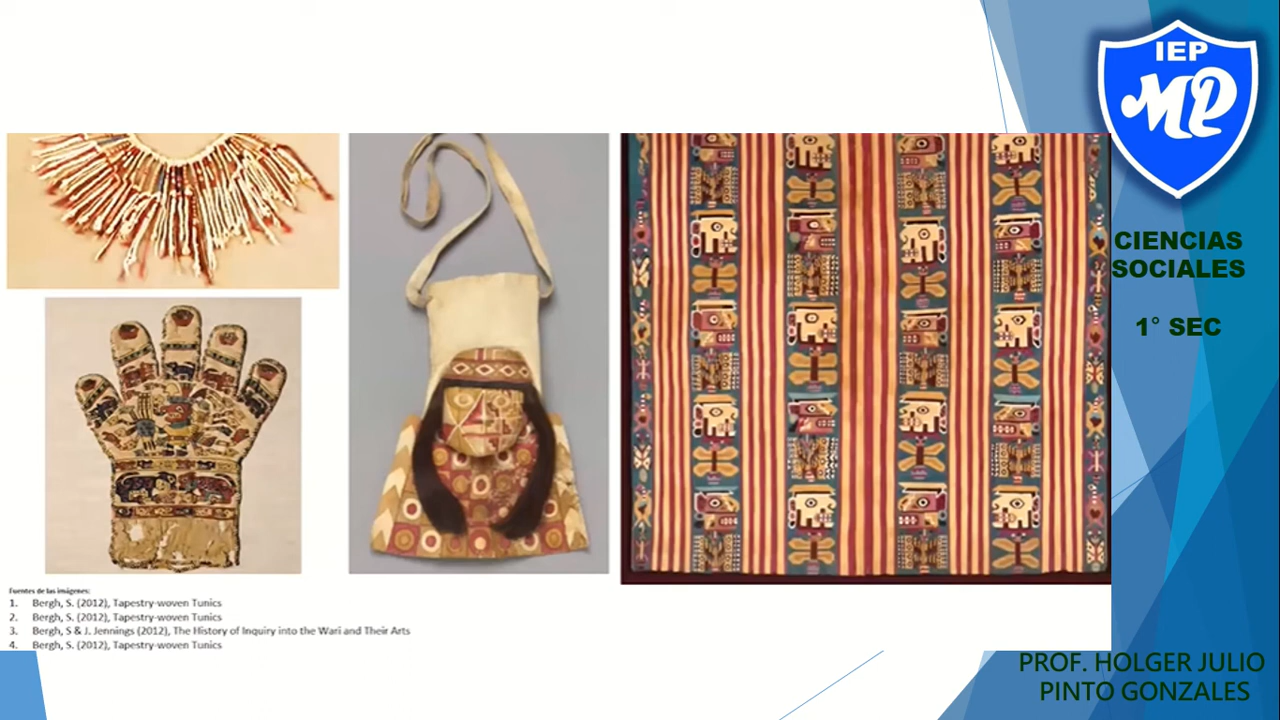 IEP
MP
CIENCIAS
SOCIALES
1° SEC
Fuentes de las imágenes:
1. Bergh, S. (2012), Tapestry-woven Tunics
2. Bergh, S. (2012), Tapestry-woven Tunics
3. Bergh, S & J. Jennings (2012), The History of Inquiry into the Wari and Their Arts
4. Bergh, S. (2012), Tapestry-woven Tunics
PROF. HOLGER JULIO
PINTO GONZALES